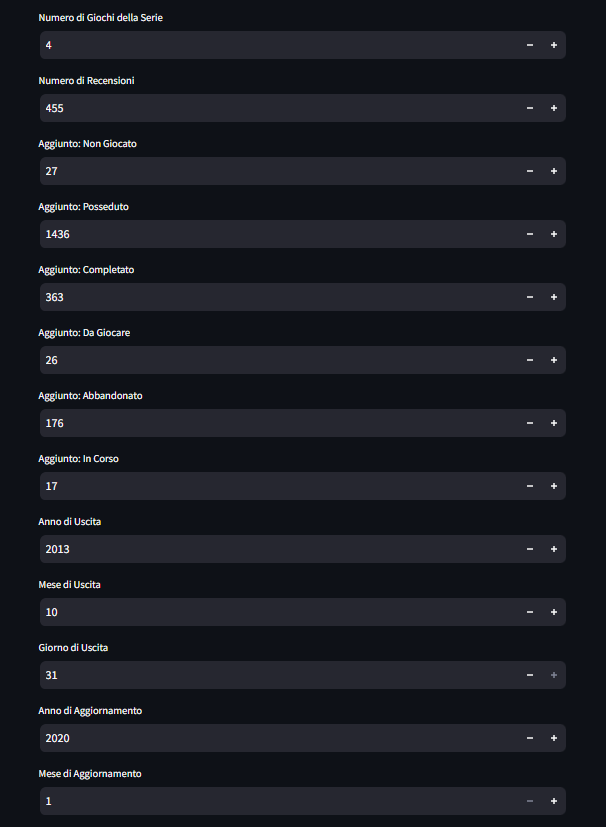 Numero di Giochi della Serie
4
Numero di Recensioni
455
Aggiunto: Non Giocato
27
Aggiunto: Posseduto
1436
Aggiunto: Completato
363
Aggiunto: Da Giocare
26
Aggiunto: Abbandonato
176
Aggiunto: In Corso
17
Anno di Uscita
2013
Mese di Uscita
10
Giorno di Uscita
31
Anno di Aggiornamento
2020
Mese di Aggiornamento
1